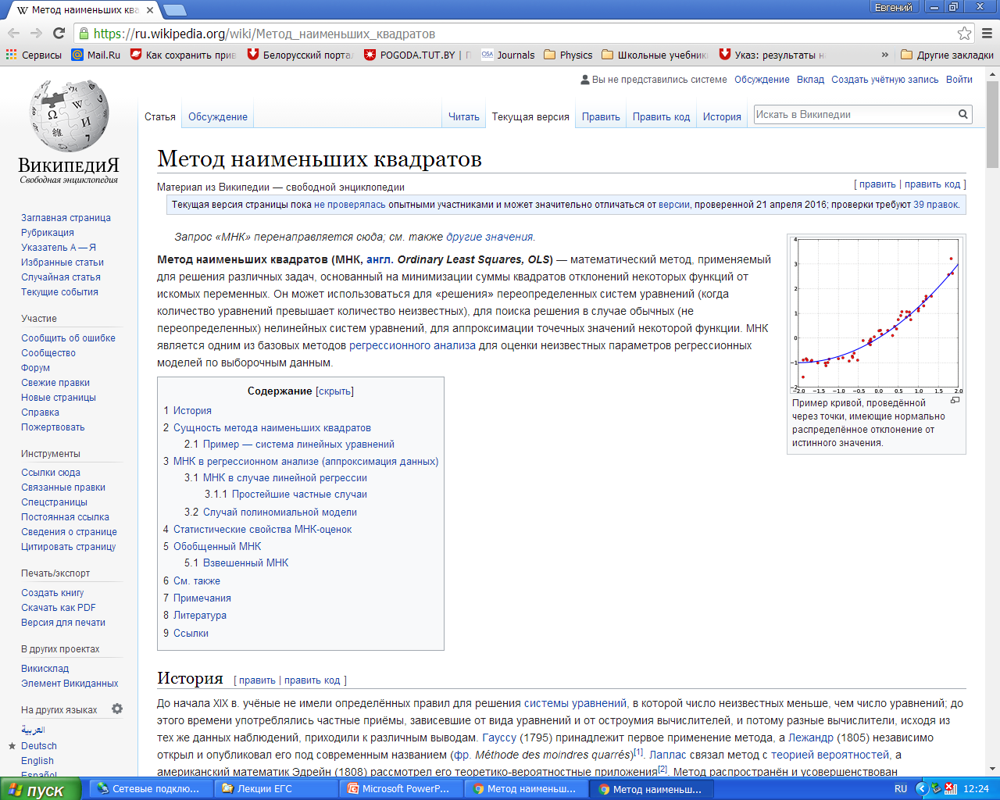 Метод наименьших ква
Евгений
https://ru.wikipedia.org/wiki/Метод_наименьших_квадратов
Сервисы
Mail.Ru
Как сохранить
Белорусский
POGODA.TUT.BY |
Journals
Physics
Школьные
Указ: результаты
»
Другие закладки
Вы не представились системе Обсуждение Вклад Создать учётную запись Войти
Статья Обсуждение
Читать Текущая версия Править Править код История
Искать в Википедии
ВИКИПЕДИЯ
Свободная энциклопедия
Заглавная страница
Рубрикация
Указатель А — Я
Избранные статьи
Случайная статья
Текущие события
Участие
Сообщить об ошибке
Сообщество
Форум
Свежие правки
Новые страницы
Справка
Пожертвовать
Инструменты
Ссылки сюда
Связанные правки
Спецстраницы
Постоянная ссылка
Сведения о странице
Цитировать страницу
Печать/экспорт
Создать книгу
Скачать как PDF
Версия для печати
В других проектах
Викисклад
Элемент Викиданных
На других языках
العربية
Deutsch
English
Español
Метод наименьших квадратов
Материал из Википедии — свободной энциклопедии
[ править | править код ]
Текущая версия страницы пока не проверялась опытными участниками и может значительно отличаться от версии, проверенной 21 апреля 2016; проверки требуют 39 правок.
Запрос «МНК» перенаправляется сюда; см. также другие значения.
Метод наименьших квадратов (МНК, англ. Ordinary Least Squares, OLS) — математический метод, применяемый
для решения различных задач, основанный на минимизации суммы квадратов отклонений некоторых функций от
искомых переменных. Он может использоваться для «решения» переопределенных систем уравнений (когда
количество уравнений превышает количество неизвестных), для поиска решения в случае обычных (не
переопределенных) нелинейных систем уравнений, для аппроксимации точечных значений некоторой функции. МНК
является одним из базовых методов регрессионного анализа для оценки неизвестных параметров регрессионных
моделей по выборочным данным.
4
3
2
1
0
−1
−2
−2.0 −1.5 −1.0 −0.5 0.0 0.5 1.0 1.5 2.0
Пример кривой, проведённой
через точки, имеющие нормально
распределённое отклонение от
истинного значения.
Содержание [скрыть]
1 История
2 Сущность метода наименьших квадратов
2.1 Пример — система линейных уравнений
3 МНК в регрессионном анализе (аппроксимация данных)
3.1 МНК в случае линейной регрессии
3.1.1 Простейшие частные случаи
3.2 Случай полиномиальной модели
4 Статистические свойства МНК-оценок
5 Обобщенный МНК
5.1 Взвешенный МНК
6 См. также
7 Примечания
8 Литература
9 Ссылки
История [ править | править код ]
До начала XIX в. учёные не имели определённых правил для решения системы уравнений, в которой число неизвестных меньше, чем число уравнений; до
этого времени употреблялись частные приёмы, зависевшие от вида уравнений и от остроумия вычислителей, и потому разные вычислители, исходя из
тех же данных наблюдений, приходили к различным выводам. Гауссу (1795) принадлежит первое применение метода, а Лежандр (1805) независимо
открыл и опубликовал его под современным названием (фр. Méthode des moindres quarrés)[1]. Лаплас связал метод с теорией вероятностей, а
американский математик Эдрейн (1808) рассмотрел его теоретико-вероятностные приложения[2]. Метод распространён и усовершенствован
пуск
Сетевые подклю...
Лекции ЕГС
Microsoft PowerP...
Метод наименьш...
Метод наименьш...
RU
12:24